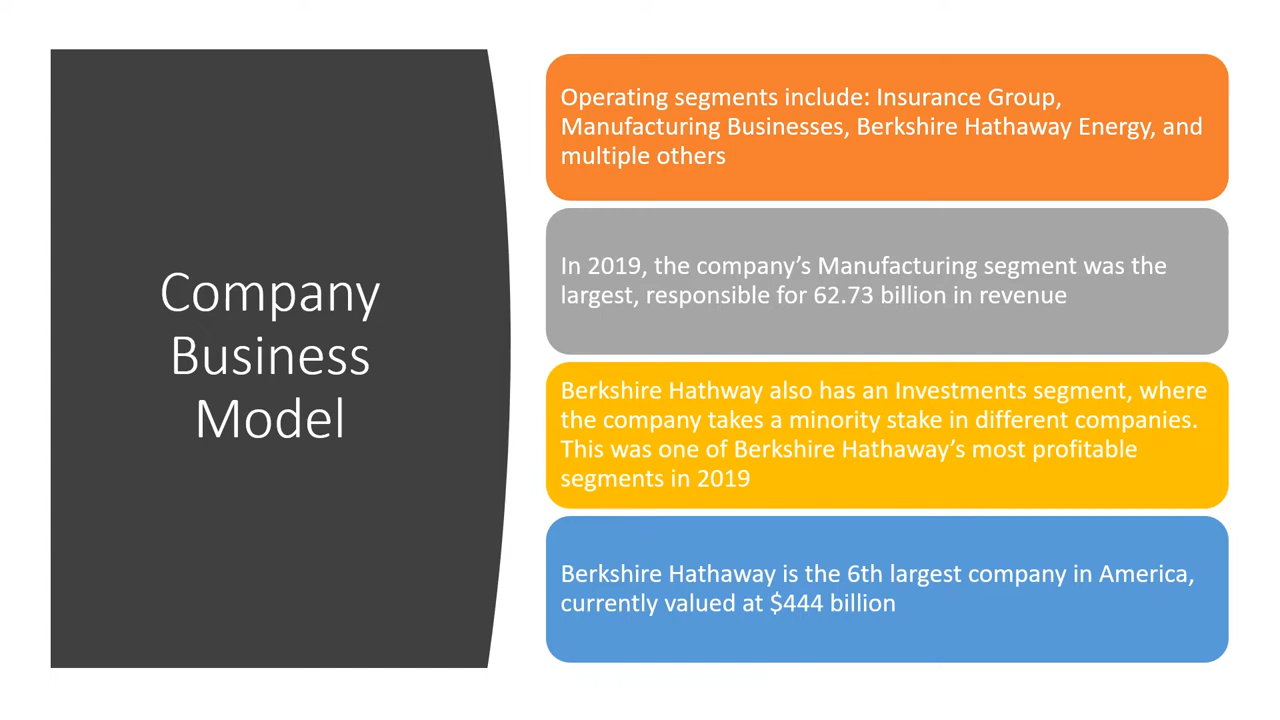 Company
Business
Model
Operating segments include: Insurance Group,
Manufacturing Businesses, Berkshire Hathaway Energy, and
multiple others
In 2019, the company’s Manufacturing segment was the
largest, responsible for 62.73 billion in revenue
Berkshire Hathway also has an Investments segment, where
the company takes a minority stake in different companies.
This was one of Berkshire Hathaway’s most profitable
segments in 2019
Berkshire Hathaway is the 6th largest company in America,
currently valued at $444 billion